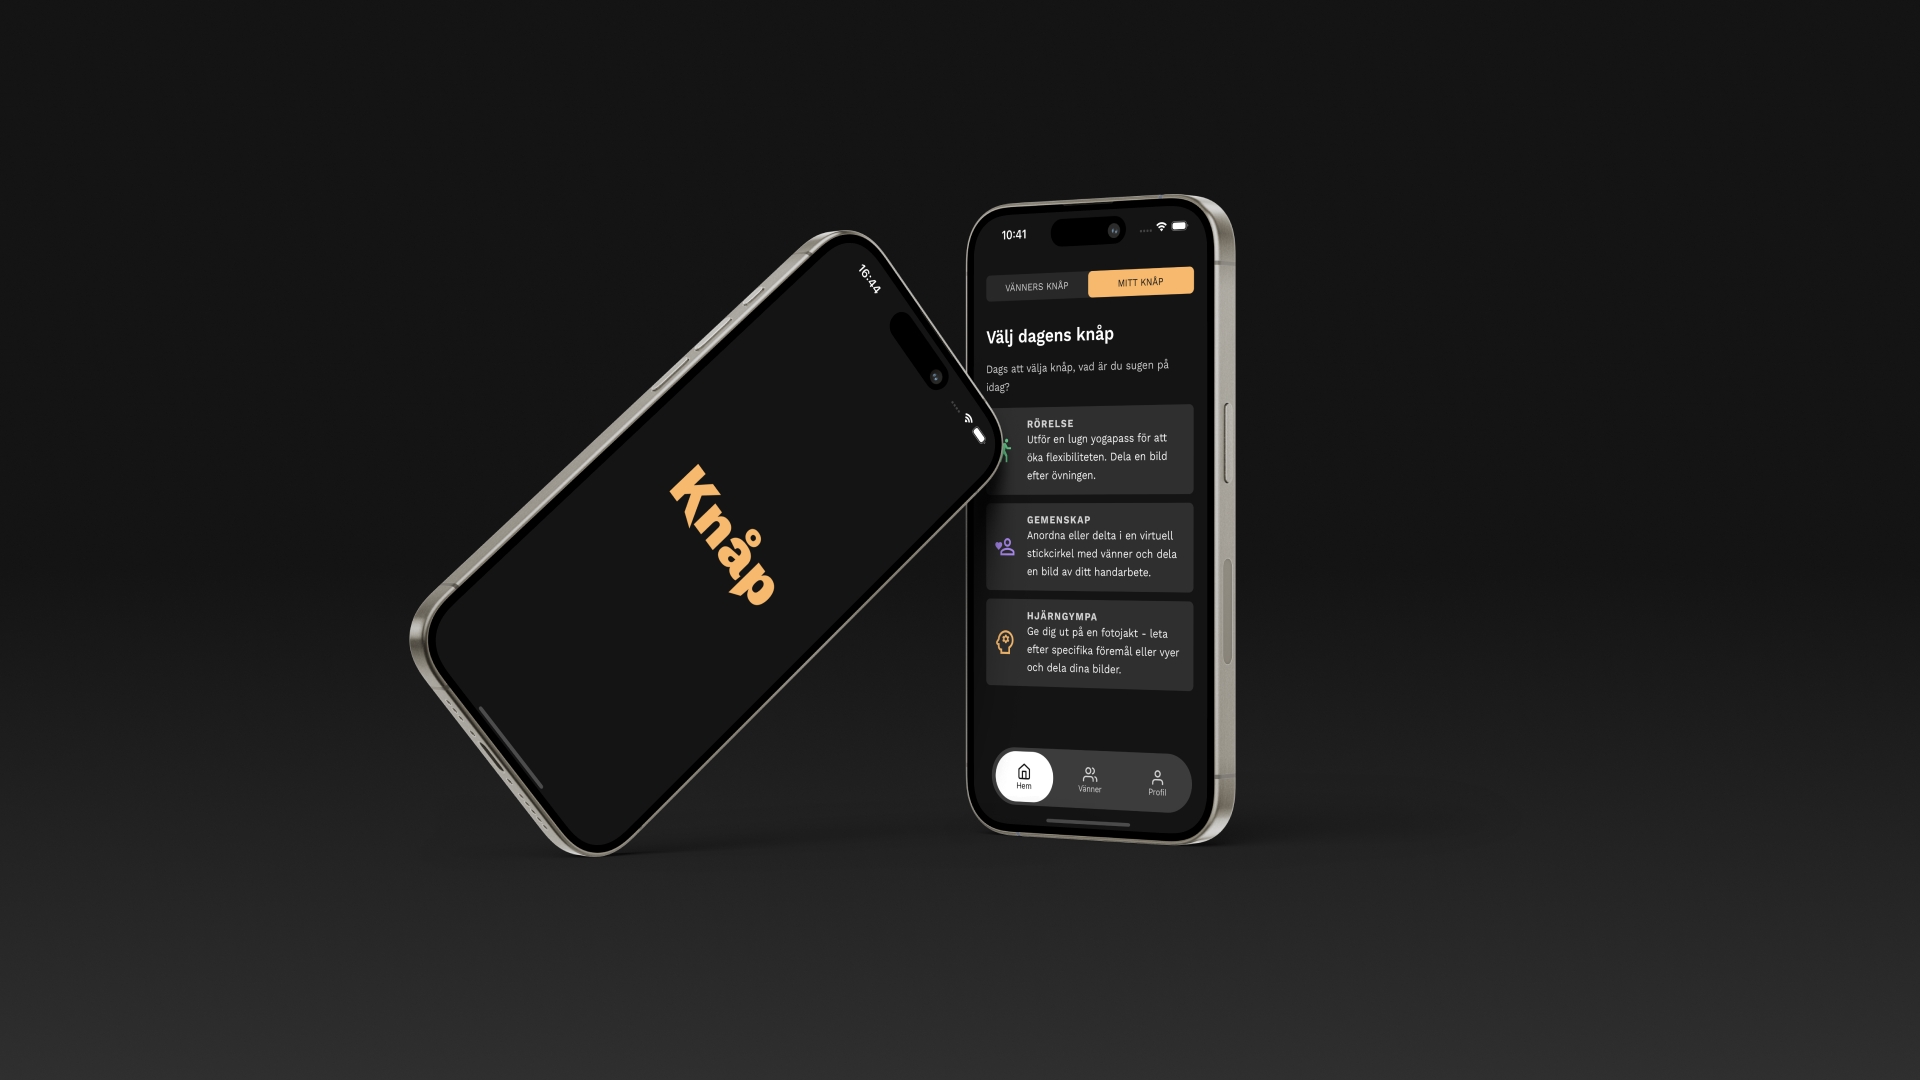 16:44
Knåp
10:41
VÄNNERS KNÅP
MITT KNÅP
Välj dagens knåp
Dags att välja knåp, vad är du sugen på
idag?
RÖRELSE
Utför en lugn yogapass för att
öka flexibiliteten. Dela en bild
efter övningen.
GEMENSKAP
Anordna eller delta i en virtuell
stickcirkel med vänner och dela
en bild av ditt handarbete.
HJÄRNGYMPA
Ge dig ut på en fotojakt - leta
efter specifika föremål eller vyer
och dela dina bilder.
Hem
Vänner
Profil